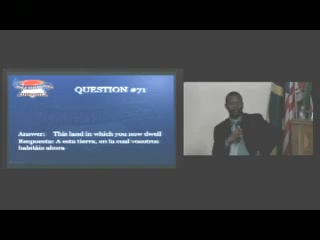 QUESTION #71
Answer: This land in which you now dwell
Respuesta: A esta tierra, en la cual vosotros
habitáis ahora